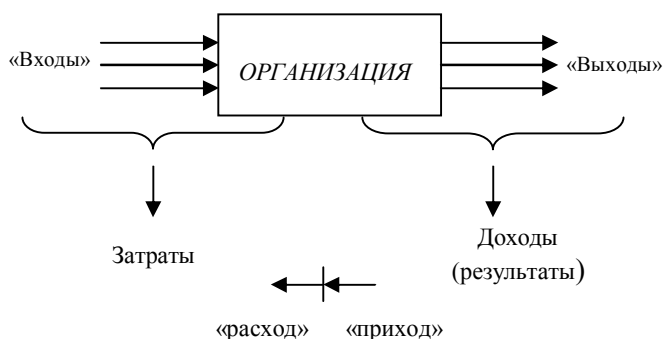 «Входы»
ОРГАНИЗАЦИЯ
«Выходы»
Затраты
Доходы
(результаты)
«расход» «приход»